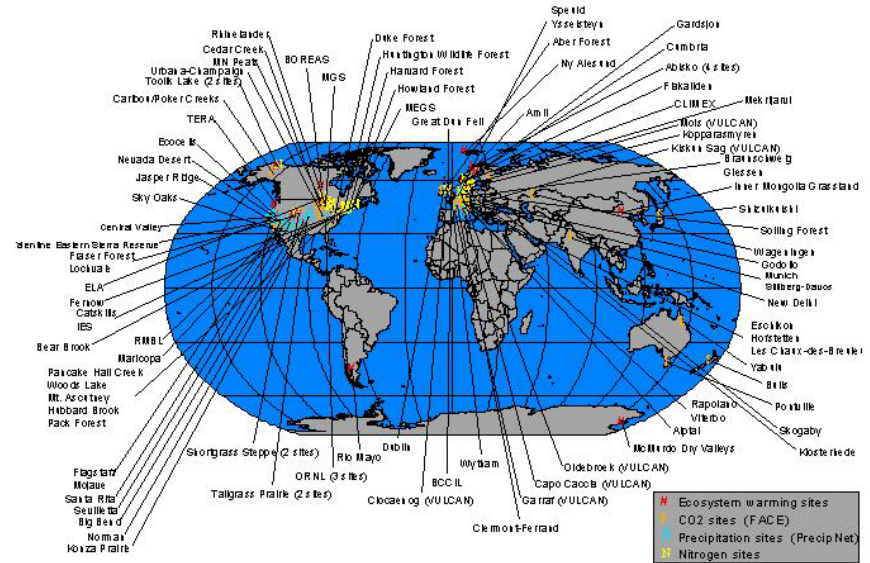 Rhinelander
Cedar Creek
MN Peats
Urbana-Champaign
Toolik Lake (2 sites)
Caribou/Poker Creeks
TERA
Ecocells
Nevada Desert
Jasper Ridge
Sky Oaks
Central Valley
Valentine Eastern Sierra Reserve
Fraser Forest
Lochvale
ELA
Fernow
Catskills
IES
Bear Brook
RMBL
Maricopa
Pancake Hall Creek
Woods Lake
Mt. Ascutney
Hubbard Brook
Pack Forest
Flagstaff
Mojave
Santa Rita
Sevilletta
Big Bend
Norman
Konza Prairie
BOREAS
MGS
Duke Forest
Huntington Wildlife Forest
Harvard Forest
Howland Forest
MEGS
Great Dun Fell
Speuld
Ysselsteyn
Aber Forest
Ny Alesund
Amli
Gardsjon
Cumbria
Abisko (4 sites)
Flakaliden
CLIMEX
Mekrijarvi
Mols (VULCAN)
Kopparasmyren
Kiskun Sag (VULCAN)
Braunschweig
Giessen
Inner Mongolia Grassland
Shizukuishi
Solling Forest
Wageningen
Godollo
Munich
Stillberg-Davos
New Delhi
Eschikon
Hofstetten
Les Chaux-des-Breuleux
Yabulu
Bulls
Pontville
Skogaby
Klosterhede
Rapolano
Viterbo
Alptal
McMurdo Dry Valleys
Shortgrass Steppe (2 sites)
Tallgrass Prairie (2 sites)
ORNL (3 sites)
Rio Mayo
Dublin
Clocaenog (VULCAN)
BCCIL
Wytham
Clermont-Ferrand
Oldebroek (VULCAN)
Capo Caccia (VULCAN)
Garraf (VULCAN)
# Ecosystem warming sites
# CO2 sites (FACE)
# Precipitation sites (PrecipNet)
N Nitrogen sites